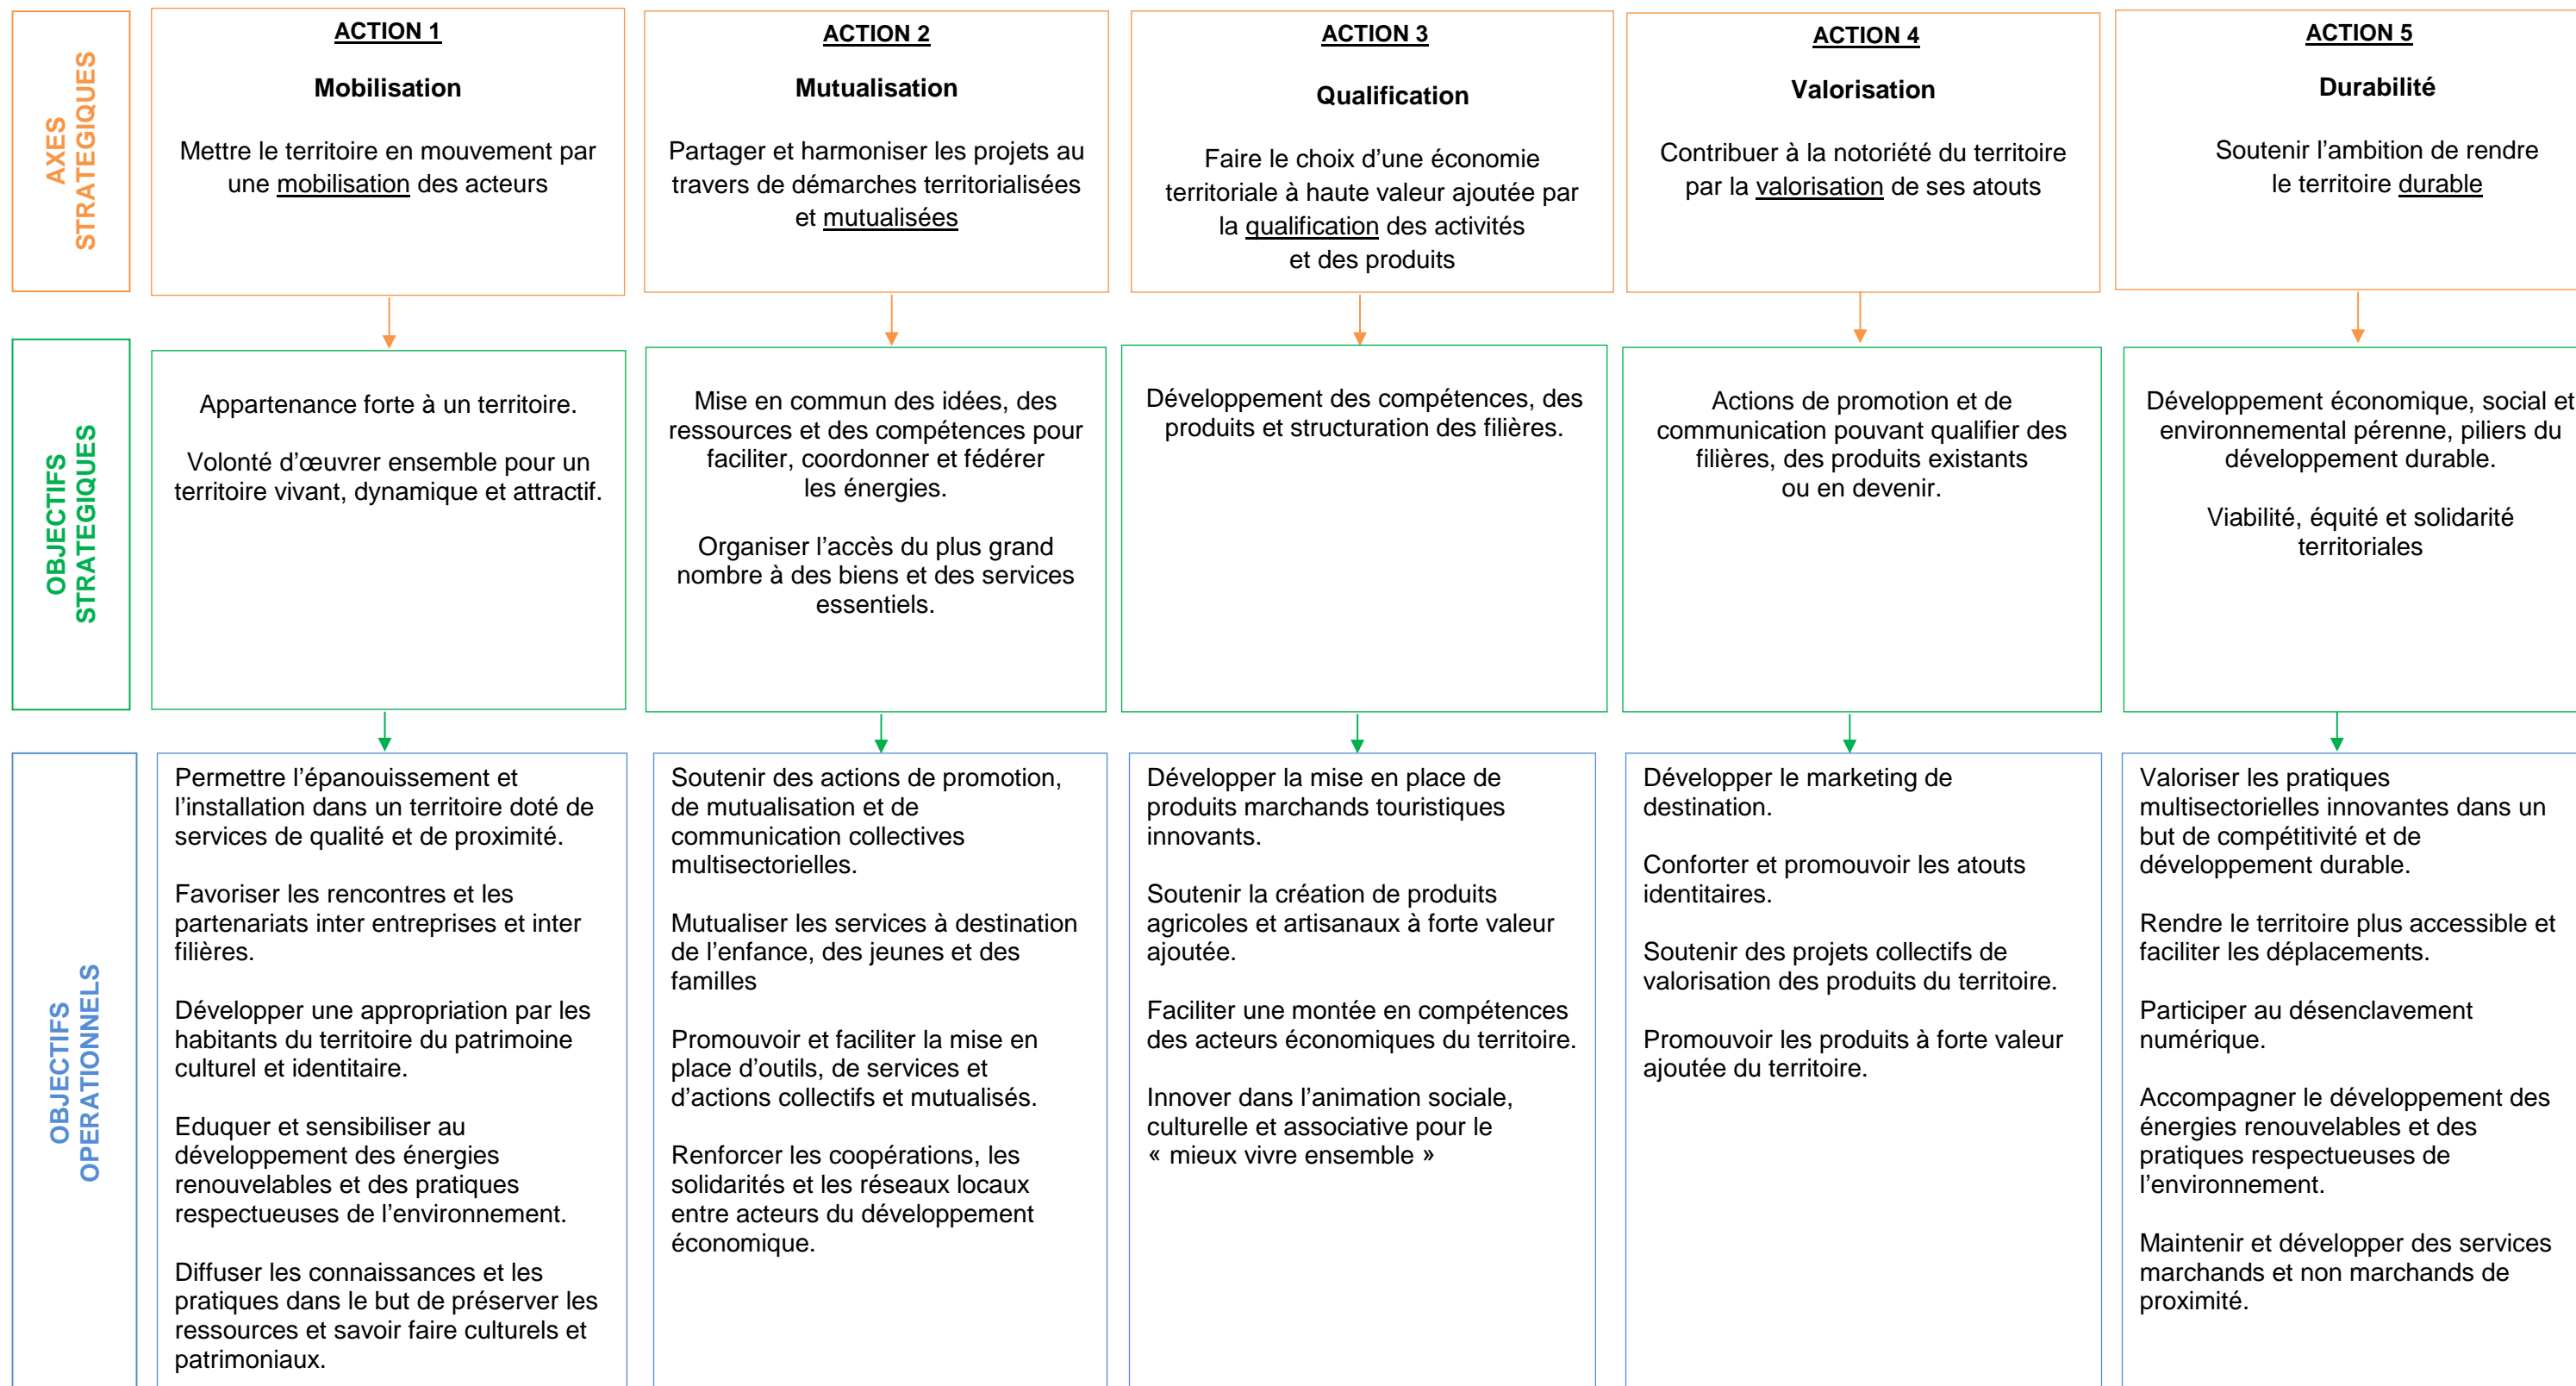 AXES
STRATEGIQUES
ACTION 1
Mobilisation
Mettre le territoire en mouvement par
une mobilisation des acteurs
ACTION 2
Mutualisation
Partager et harmoniser les projets au
travers de démarches territorialisées
et mutualisées
ACTION 3
Qualification
Faire le choix d’une économie
territoriale à haute valeur ajoutée par
la qualification des activités
et des produits
ACTION 4
Valorisation
Contribuer à la notoriété du territoire
par la valorisation de ses atouts
ACTION 5
Durabilité
Soutenir l’ambition de rendre
le territoire durable
OBJECTIFS
STRATEGIQUES
Appartenance forte à un territoire.
Volonté d’œuvrer ensemble pour un
territoire vivant, dynamique et attractif.
Mise en commun des idées, des
ressources et des compétences pour
faciliter, coordonner et fédérer
les énergies.
Organiser l’accès du plus grand
nombre à des biens et des services
essentiels.
Développement des compétences, des
produits et structuration des filières.
Actions de promotion et de
communication pouvant qualifier des
filières, des produits existants
ou en devenir.
Développement économique, social et
environnemental pérenne, piliers du
développement durable.
Viabilité, équité et solidarité
territoriales
OBJECTIFS
OPERATIONNELS
Permettre l’épanouissement et
l’installation dans un territoire doté de
services de qualité et de proximité.
Favoriser les rencontres et les
partenariats inter entreprises et inter
filières.
Développer une appropriation par les
habitants du territoire du patrimoine
culturel et identitaire.
Eduquer et sensibiliser au
développement des énergies
renouvelables et des pratiques
respectueuses de l’environnement.
Diffuser les connaissances et les
pratiques dans le but de préserver les
ressources et savoir faire culturels et
patrimoniaux.
Soutenir des actions de promotion,
de mutualisation et de
communication collectives
multisectorielles.
Mutualiser les services à destination
de l’enfance, des jeunes et des
familles
Promouvoir et faciliter la mise en
place d’outils, de services et
d’actions collectifs et mutualisés.
Renforcer les coopérations, les
solidarités et les réseaux locaux
entre acteurs du développement
économique.
Développer la mise en place de
produits marchands touristiques
innovants.
Soutenir la création de produits
agricoles et artisanaux à forte valeur
ajoutée.
Faciliter une montée en compétences
des acteurs économiques du territoire.
Innover dans l’animation sociale,
culturelle et associative pour le
« mieux vivre ensemble »
Développer le marketing de
destination.
Conforter et promouvoir les atouts
identitaires.
Soutenir des projets collectifs de
valorisation des produits du territoire.
Promouvoir les produits à forte valeur
ajoutée du territoire.
Valoriser les pratiques
multisectorielles innovantes dans un
but de compétitivité et de
développement durable.
Rendre le territoire plus accessible et
faciliter les déplacements.
Participer au désenclavement
numérique.
Accompagner le développement des
énergies renouvelables et des
pratiques respectueuses de
l’environnement.
Maintenir et développer des services
marchands et non marchands de
proximité.